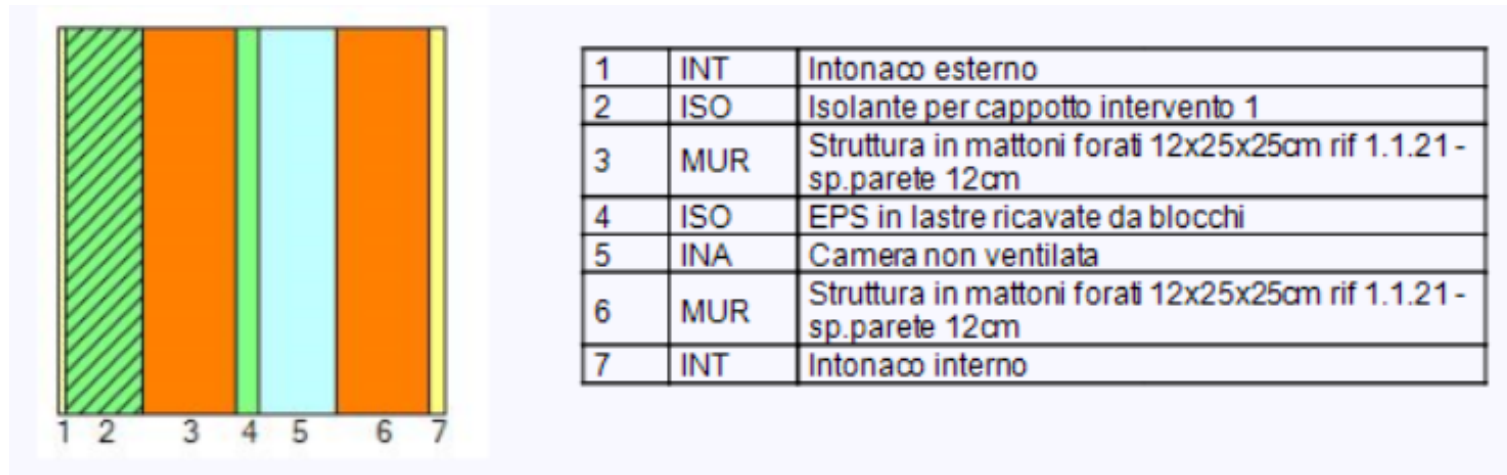 1 2 3 4 5 6 7
1 INT Intonaco esterno
2 ISO Isolante per cappotto intervento 1
3 MUR Struttura in mattoni forati 12x25x25cm rif 1.1.21 -
sp.parete 12cm
4 ISO EPS in lastre ricavate da blocchi
5 INA Camera non ventilata
6 MUR Struttura in mattoni forati 12x25x25cm rif 1.1.21 -
sp.parete 12cm
7 INT Intonaco interno